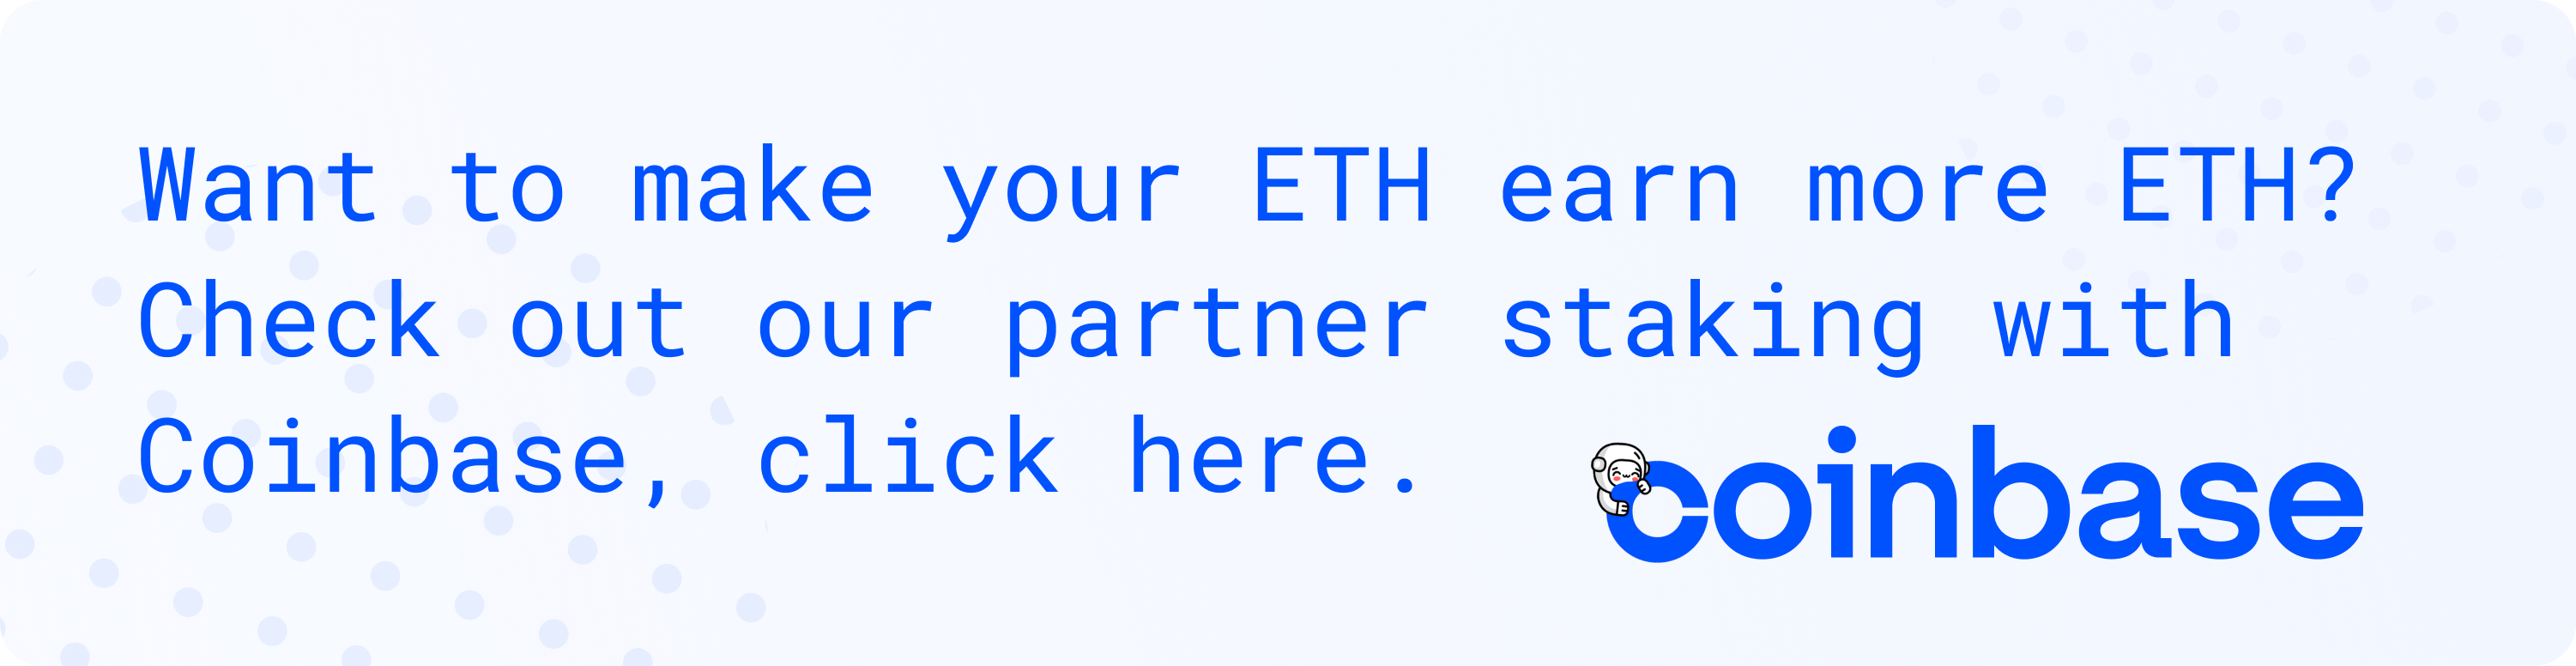 Want to make your ETH earn more ETH?
Check out our partner staking with
Coinbase, click here.
coinbase